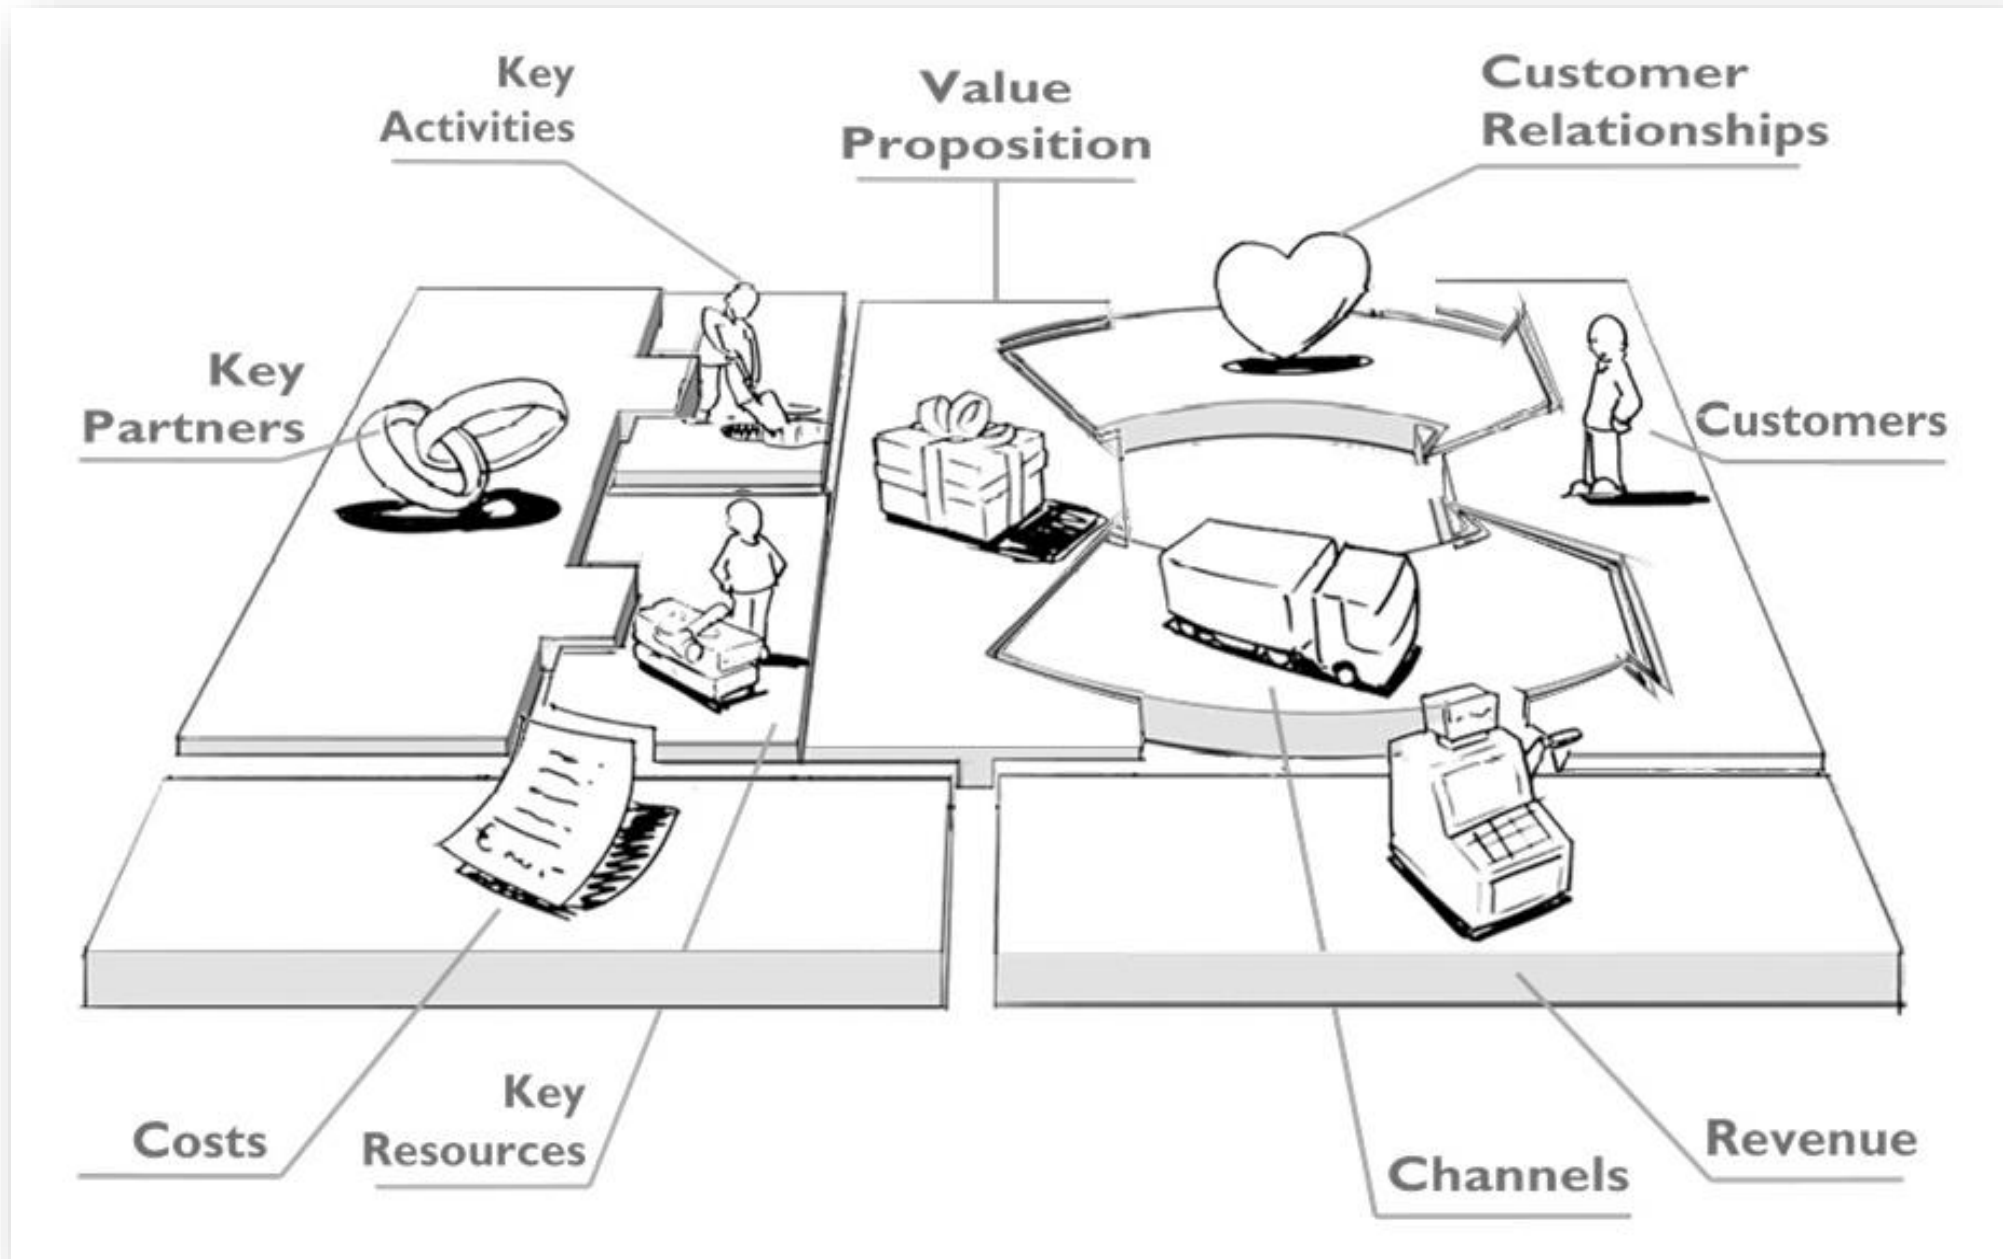 Key
Activities
Value
Proposition
Customer
Relationships
Key
Partners
Customers
Costs
Key
Resources
Channels
Revenue
€